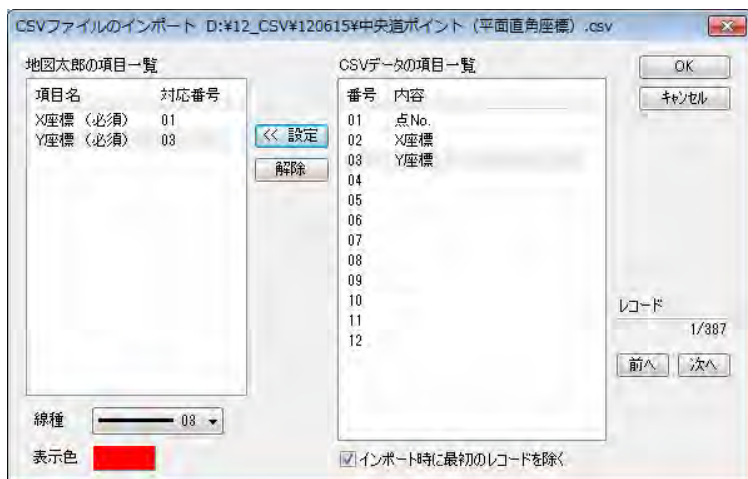 CSVファイルのインポート D:¥12_CSV¥120615¥中央道ポイント（平面直角座標）.csv
地図太郎の項目一覧
項目名 対応番号
X座標（必須） 01
Y座標（必須） 03
<< 設定
解除
CSVデータの項目一覧
番号 内容
01 点No.
02 X座標
03 Y座標
04
05
06
07
08
09
10
11
12
OK
キャンセル
レコード
1/387
前へ 次へ
線種 03
表示色
インポート時に最初のレコードを除く